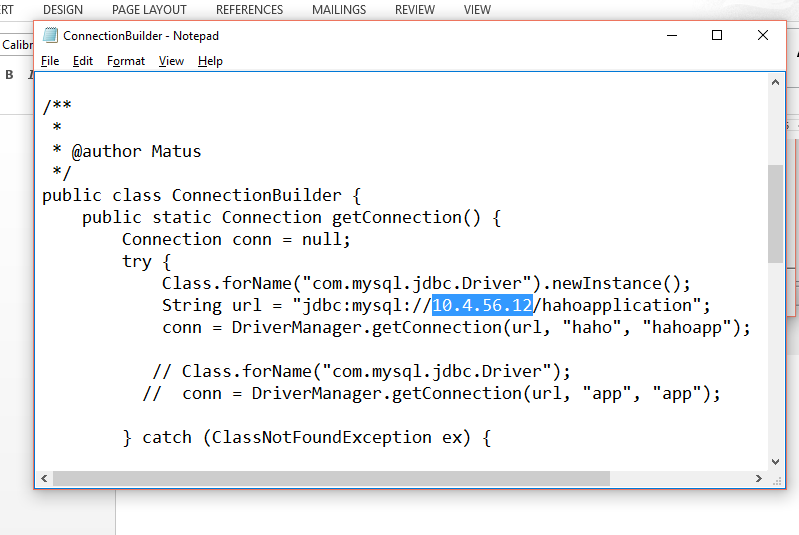 DESIGN PAGE LAYOUT REFERENCES MAILINGS REVIEW VIEW
ConnectionBuilder - Notepad
Calibr
File Edit Format View Help
B I
/**
 *
 * @author Matus
 */
public class ConnectionBuilder {
    public static Connection getConnection() {
        Connection conn = null;
        try {
            Class.forName("com.mysql.jdbc.Driver").newInstance();
            String url = "jdbc:mysql://10.4.56.12/hahoapplication";
            conn = DriverManager.getConnection(url, "haho", "hahoapp");
           // Class.forName("com.mysql.jdbc.Driver");
          //  conn = DriverManager.getConnection(url, "app", "app");
        } catch (ClassNotFoundException ex) {